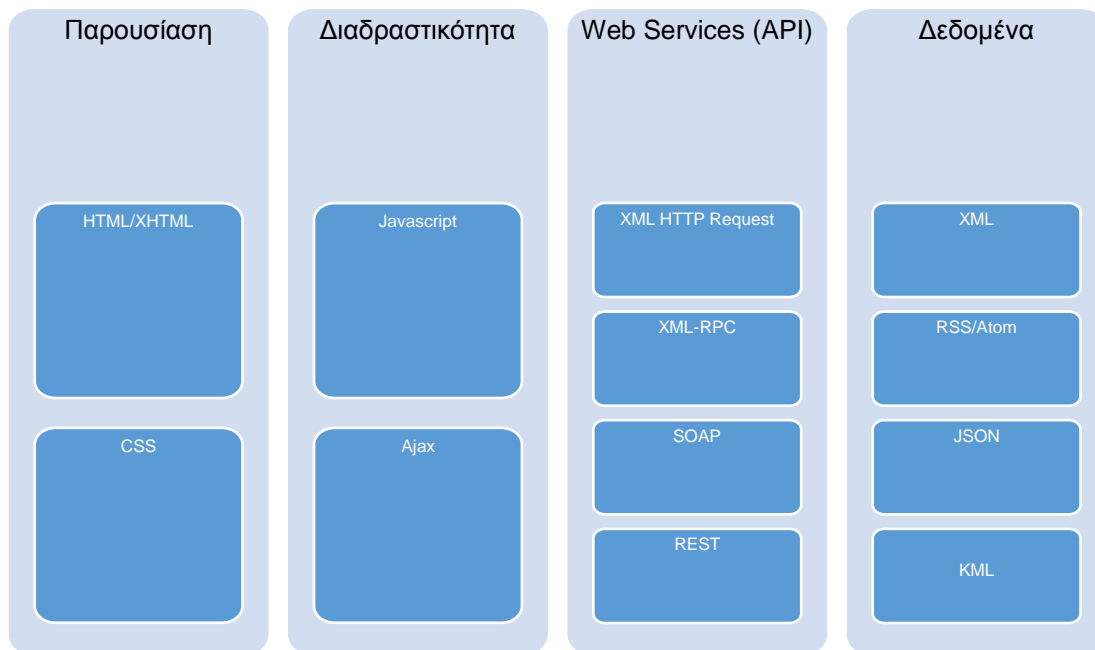 Παρουσίαση
HTML/XHTML
CSS
Διαδραστικότητα
Javascript
Ajax
Web Services (API)
XML HTTP Request
XML-RPC
SOAP
REST
Δεδομένα
XML
RSS/Atom
JSON
KML